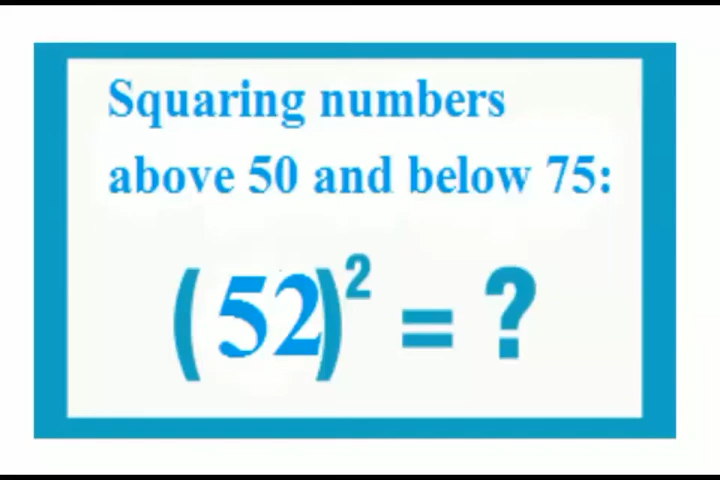 Squaring numbers
above 50 and below 75:
(52)² = ?